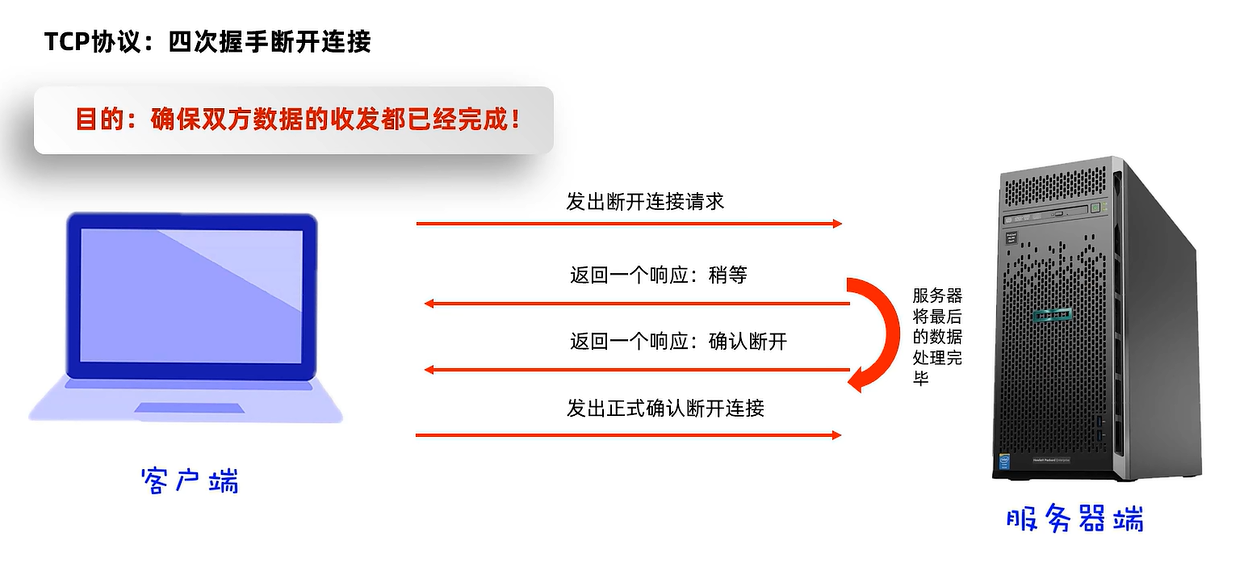 TCP协议：四次握手断开连接
目的：确保双方数据的收发都已经完成！
发出断开连接请求
返回一个响应：稍等
服务器
将最后
的数据
处理完
毕
返回一个响应：确认断开
发出正式确认断开连接
客户端
服务器端